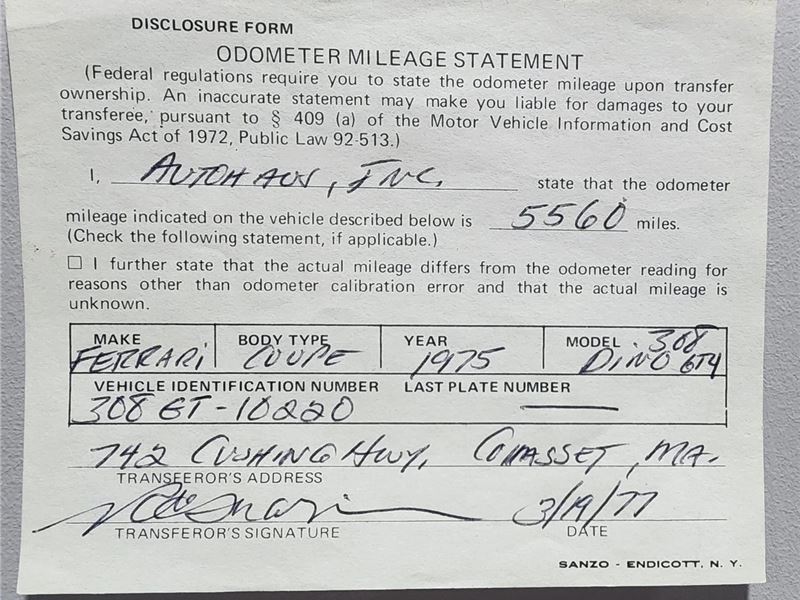 DISCLOSURE FORM
ODOMETER MILEAGE STATEMENT
(Federal regulations require you to state the odometer mileage upon transfer
ownership. An inaccurate statement may make you liable for damages to your
transferee, pursuant to § 409 (a) of the Motor Vehicle Information and Cost
Savings Act of 1972, Public Law 92-513.)
I, AUTOHAUS, INC. state that the odometer
mileage indicated on the vehicle described below is 5560 miles.
(Check the following statement, if applicable.)
☐ I further state that the actual mileage differs from the odometer reading for
reasons other than odometer calibration error and that the actual mileage is
unknown.
MAKE BODY TYPE YEAR MODEL 308
FERRARI COUPE 1975 DINO GT4
VEHICLE IDENTIFICATION NUMBER LAST PLATE NUMBER
308 GT-10220 —
742 CUSHING HWY, COHASSET, MA.
TRANSFEROR'S ADDRESS
3/19/77
TRANSFEROR'S SIGNATURE DATE
SANZO - ENDICOTT, N. Y.